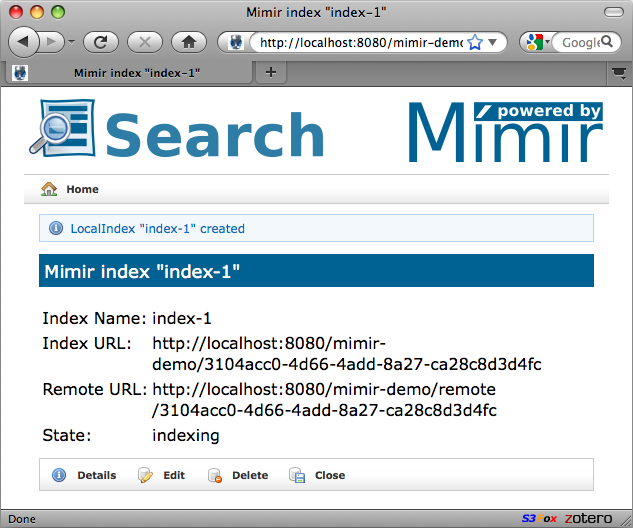 Mimir index "index-1"
http://localhost:8080/mimir-demo
Google
Mimir index "index-1"
Search
powered by
Mímir
Home
LocalIndex "index-1" created
Mimir index "index-1"
Index Name: index-1
Index URL: http://localhost:8080/mimir-
demo/3104acc0-4d66-4add-8a27-ca28c8d3d4fc
Remote URL: http://localhost:8080/mimir-demo/remote
/3104acc0-4d66-4add-8a27-ca28c8d3d4fc
State: indexing
Details Edit Delete Close
Done S3Fox zotero